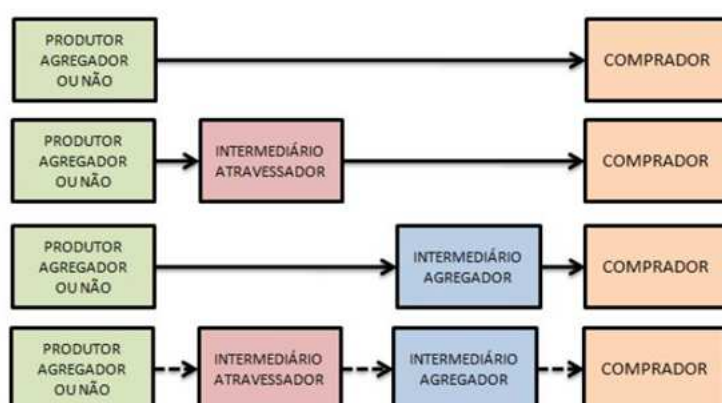 PRODUTOR
AGREGADOR
OU NÃO
COMPRADOR
PRODUTOR
AGREGADOR
OU NÃO
INTERMEDIÁRIO
ATRAVESSADOR
COMPRADOR
PRODUTOR
AGREGADOR
OU NÃO
INTERMEDIÁRIO
AGREGADOR
COMPRADOR
PRODUTOR
AGREGADOR
OU NÃO
INTERMEDIÁRIO
ATRAVESSADOR
INTERMEDIÁRIO
AGREGADOR
COMPRADOR